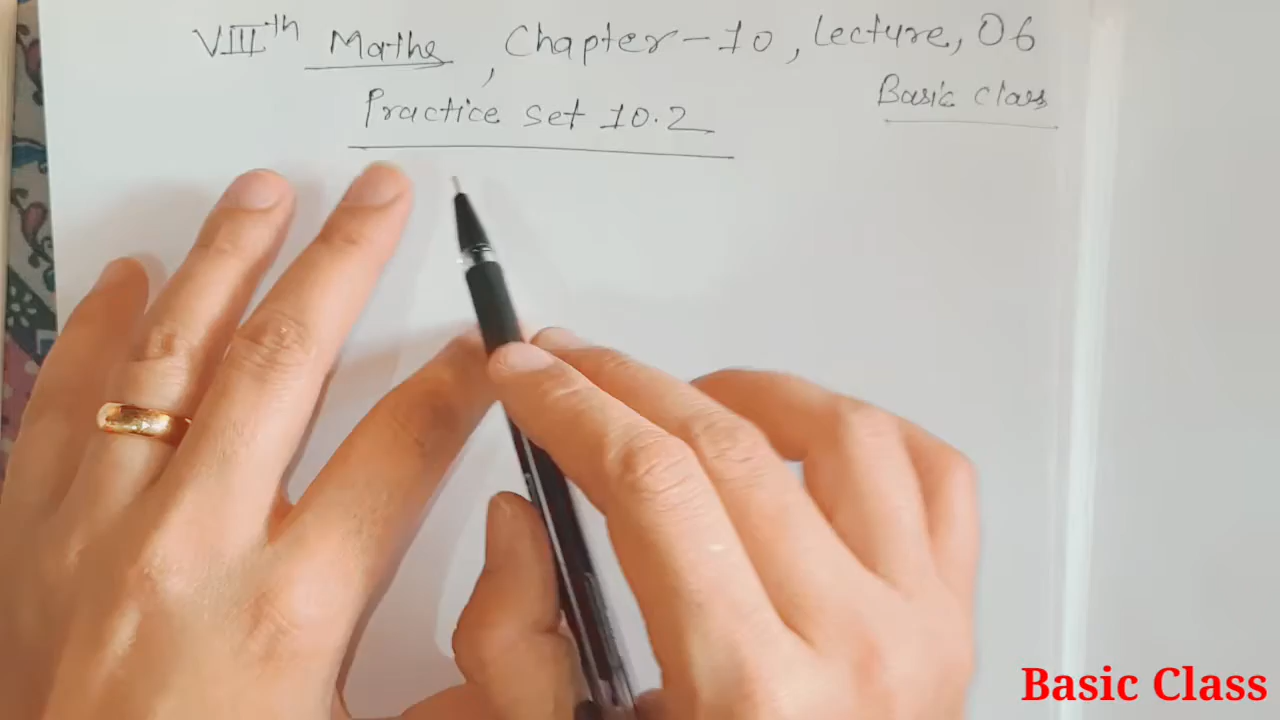 VIIIth Maths, Chapter-10, Lecture, 06
Practice set 10.2
Basic class
Basic Class